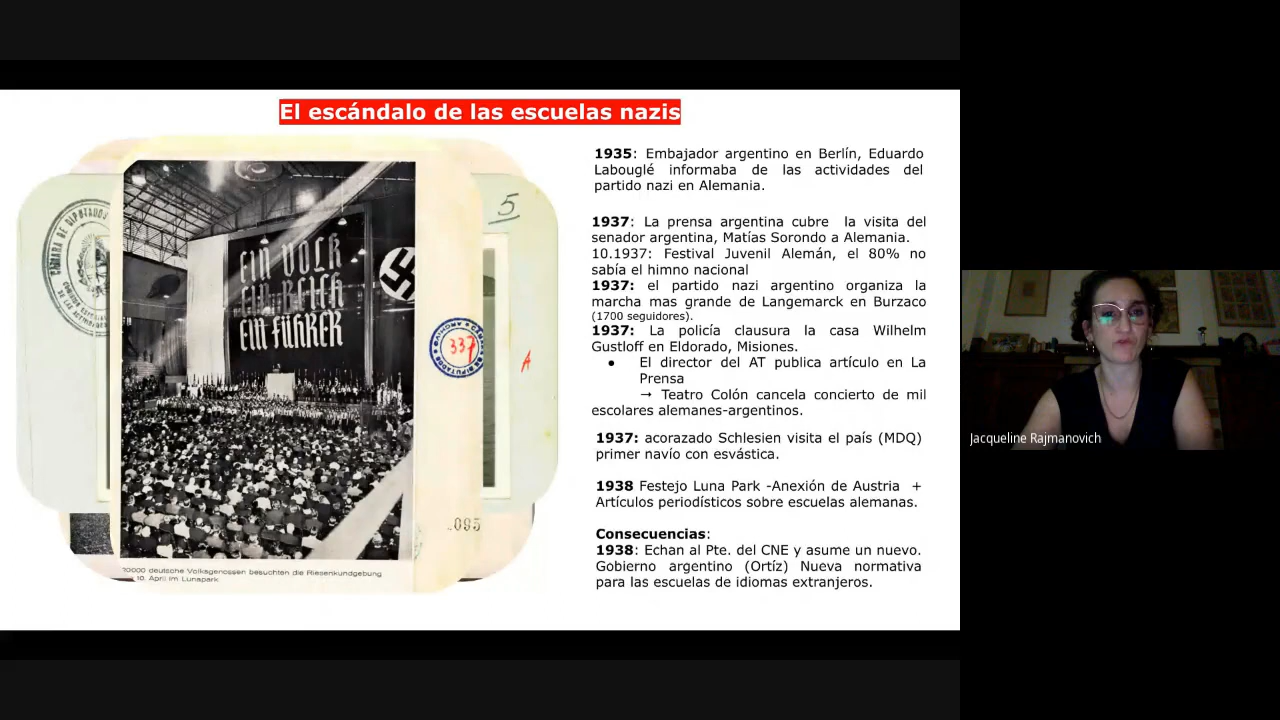 El escándalo de las escuelas nazis
1935: Embajador argentino en Berlín, Eduardo
Labouglé informaba de las actividades del
partido nazi en Alemania.
1937: La prensa argentina cubre la visita del
senador argentina, Matías Sorondo a Alemania.
10.1937: Festival Juvenil Alemán, el 80% no
sabía el himno nacional
1937: el partido nazi argentino organiza la
marcha mas grande de Langemarck en Burzaco
(1700 seguidores).
1937: La policía clausura la casa Wilhelm
Gustloff en Eldorado, Misiones.
• El director del AT publica artículo en La
Prensa
→ Teatro Colón cancela concierto de mil
escolares alemanes-argentinos.
1937: acorazado Schlesien visita el país (MDQ)
primer navío con esvástica.
1938 Festejo Luna Park -Anexión de Austria +
Artículos periodísticos sobre escuelas alemanas.
Consecuencias:
1938: Echan al Pte. del CNE y asume un nuevo.
Gobierno argentino (Ortíz) Nueva normativa
para las escuelas de idiomas extranjeros.
CAMARA DE DIPUTADOS
5
EIN VOLK
EIN REICH
EIN FÜHRER
337
A
.095
0000 deutsche Volksgenossen besuchten die Riesenkundgebung
10. April im Lunapark
Jacqueline Rajmanovich